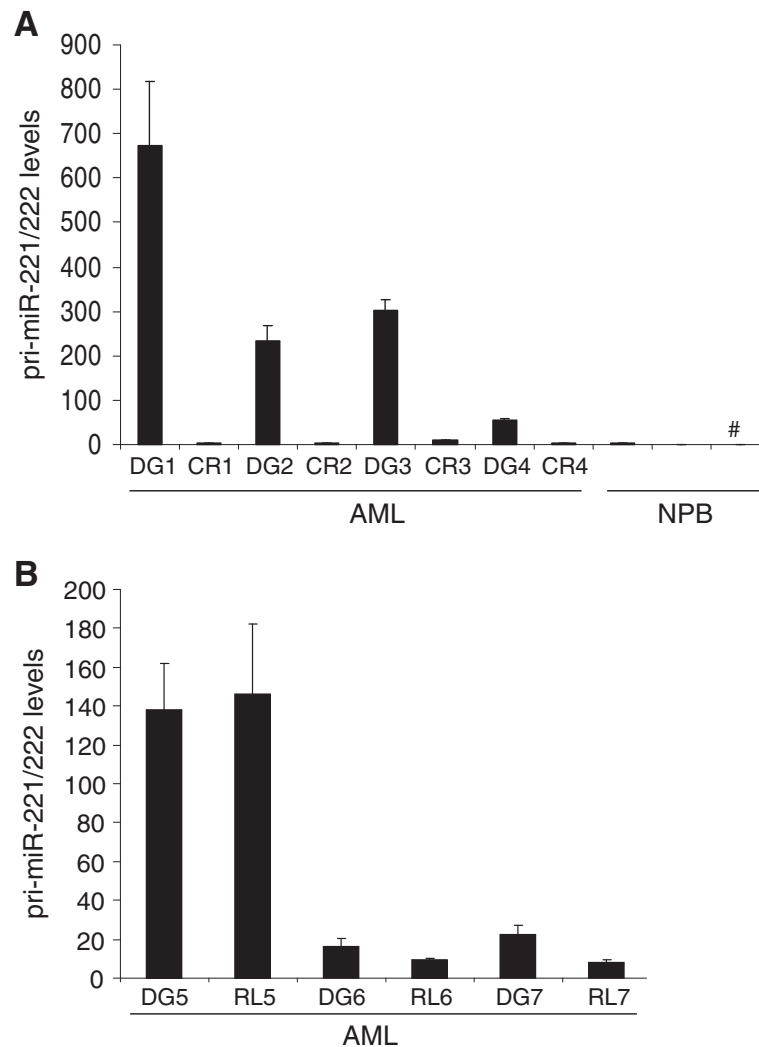 A
pri-miR-221/222 levels
900
800
700
600
500
400
300
200
100
0
#
DG1 CR1 DG2 CR2 DG3 CR3 DG4 CR4
AML NPB
B
pri-miR-221/222 levels
200
180
160
140
120
100
80
60
40
20
0
DG5 RL5 DG6 RL6 DG7 RL7
AML